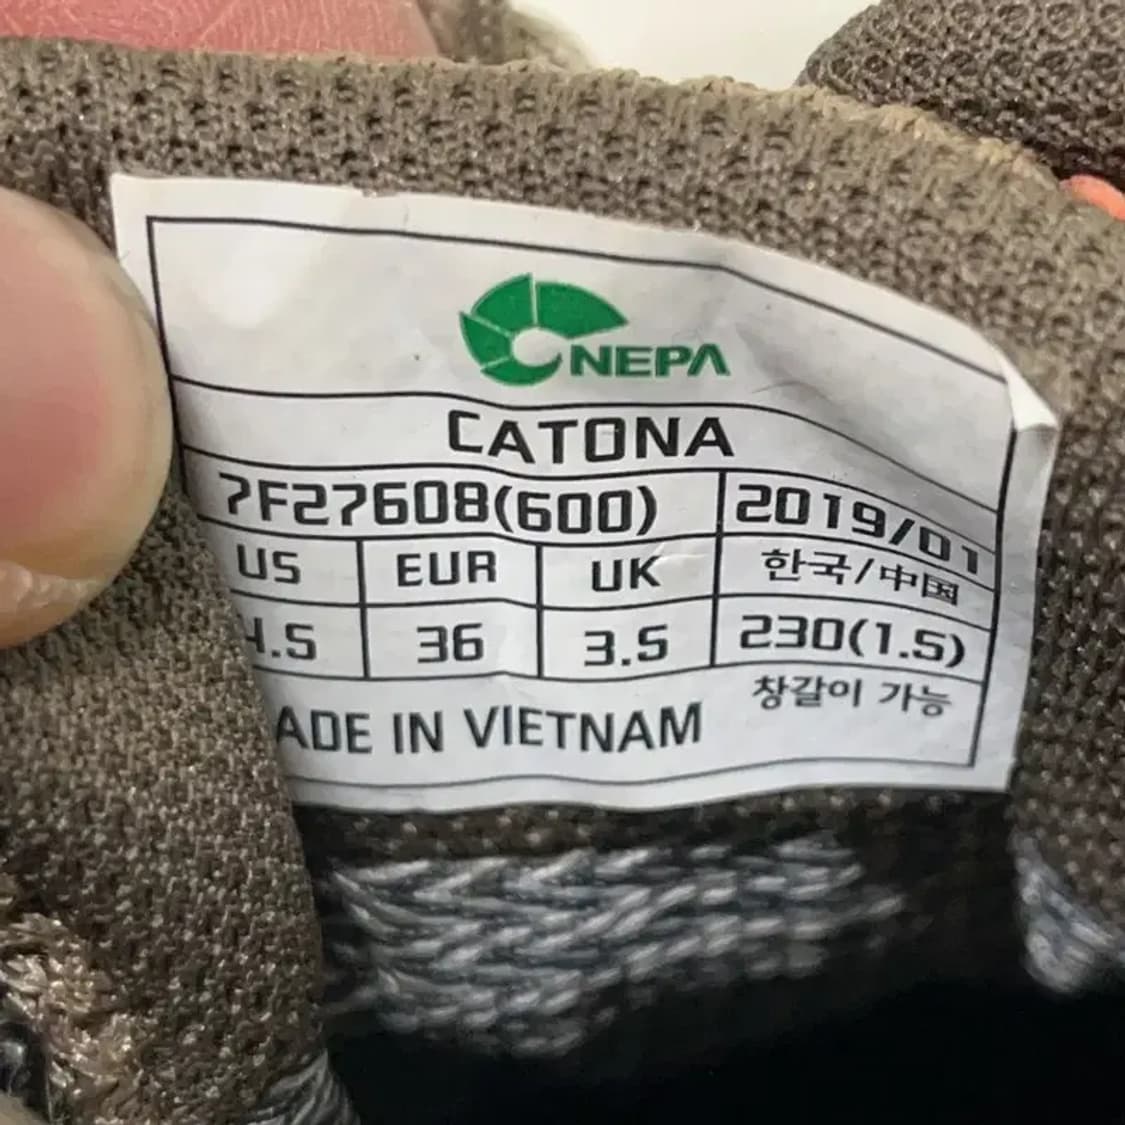 NEPA
CATONA
7F27608(600) 2019/01
US EUR UK 한국/中国
4.5 36 3.5 230(1.5)
ADE IN VIETNAM 창갈이 가능